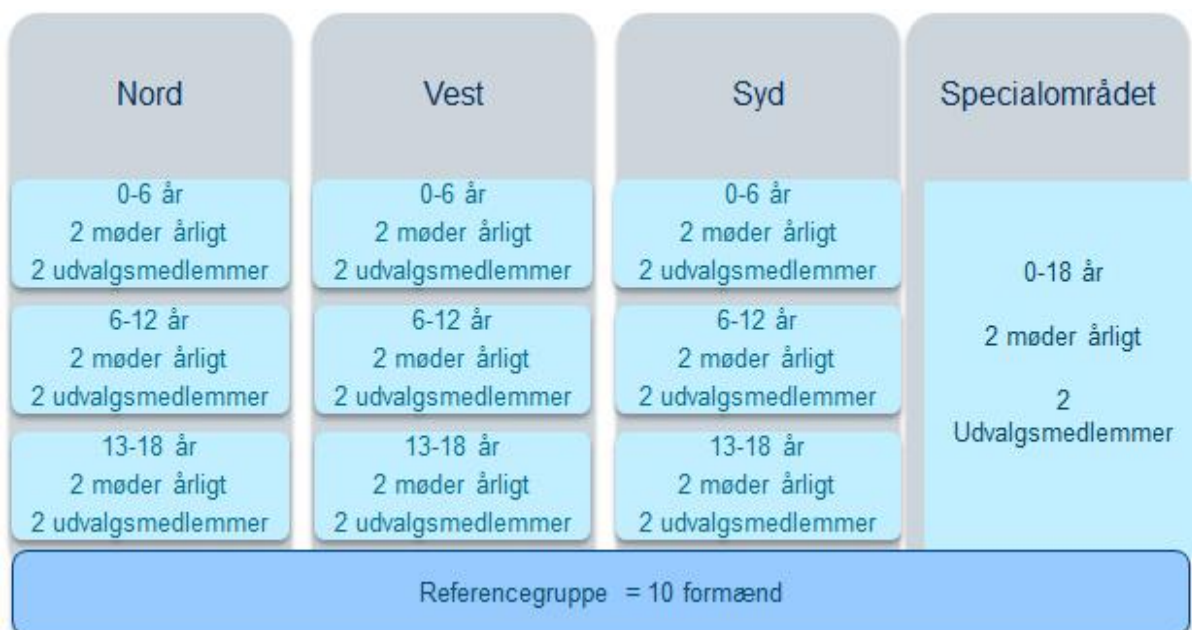 Nord
0-6 år
2 møder årligt
2 udvalgsmedlemmer
6-12 år
2 møder årligt
2 udvalgsmedlemmer
13-18 år
2 møder årligt
2 udvalgsmedlemmer
Vest
0-6 år
2 møder årligt
2 udvalgsmedlemmer
6-12 år
2 møder årligt
2 udvalgsmedlemmer
13-18 år
2 møder årligt
2 udvalgsmedlemmer
Syd
0-6 år
2 møder årligt
2 udvalgsmedlemmer
6-12 år
2 møder årligt
2 udvalgsmedlemmer
13-18 år
2 møder årligt
2 udvalgsmedlemmer
Specialområdet
0-18 år
2 møder årligt
2
Udvalgsmedlemmer
Referencegruppe = 10 formænd